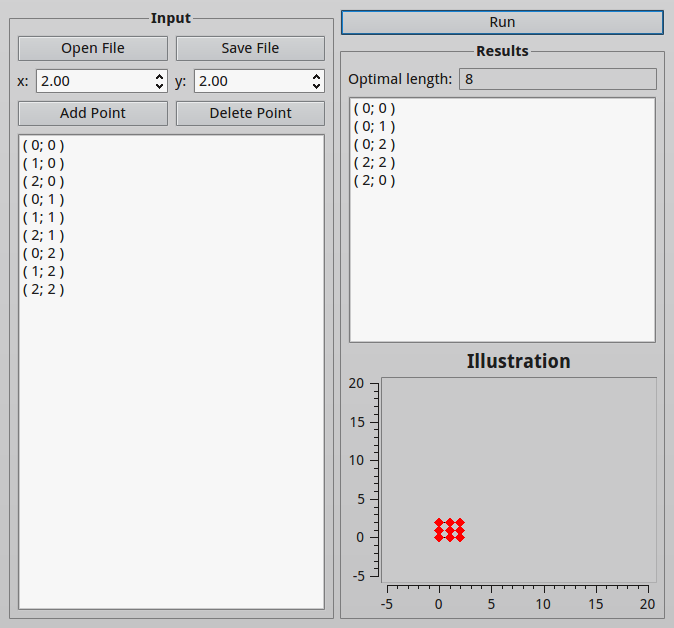 Input
Open File
Save File
x: 2.00
y: 2.00
Add Point
Delete Point
( 0; 0 )
( 1; 0 )
( 2; 0 )
( 0; 1 )
( 1; 1 )
( 2; 1 )
( 0; 2 )
( 1; 2 )
( 2; 2 )
Run
Results
Optimal length: 8
( 0; 0 )
( 0; 1 )
( 0; 2 )
( 2; 2 )
( 2; 0 )
Illustration
20
15
10
5
0
-5
-5 0 5 10 15 20